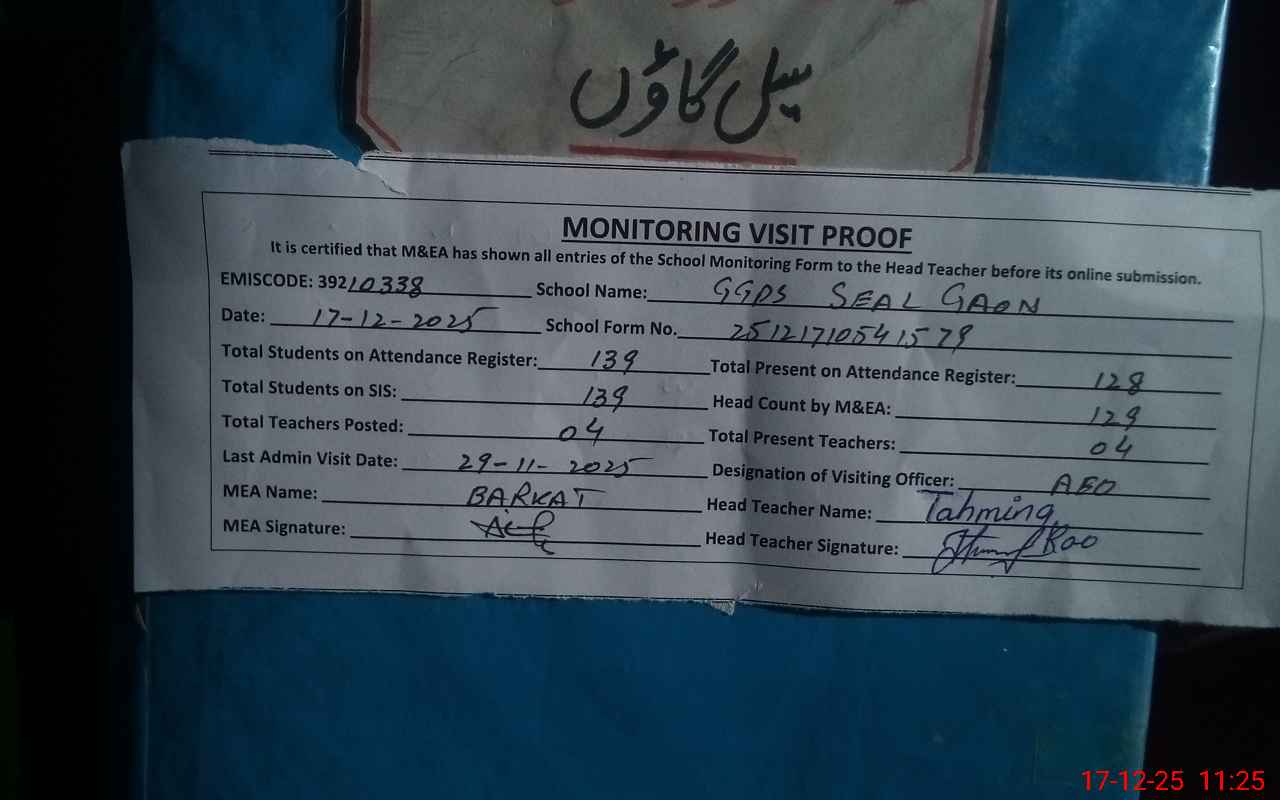 سیل گاؤں
MONITORING VISIT PROOF
It is certified that M&EA has shown all entries of the School Monitoring Form to the Head Teacher before its online submission.
EMISCODE: 39210338 School Name: GGPS SEAL GAON
Date: 17-12-2025 School Form No. 25121710541579
Total Students on Attendance Register: 139 Total Present on Attendance Register: 128
Total Students on SIS: 139 Head Count by M&EA: 129
Total Teachers Posted: 04 Total Present Teachers: 04
Last Admin Visit Date: 29-11-2025 Designation of Visiting Officer: AEO
MEA Name: BARKAT Head Teacher Name: Tahmina
MEA Signature: Head Teacher Signature: Rao
17-12-25 11:25